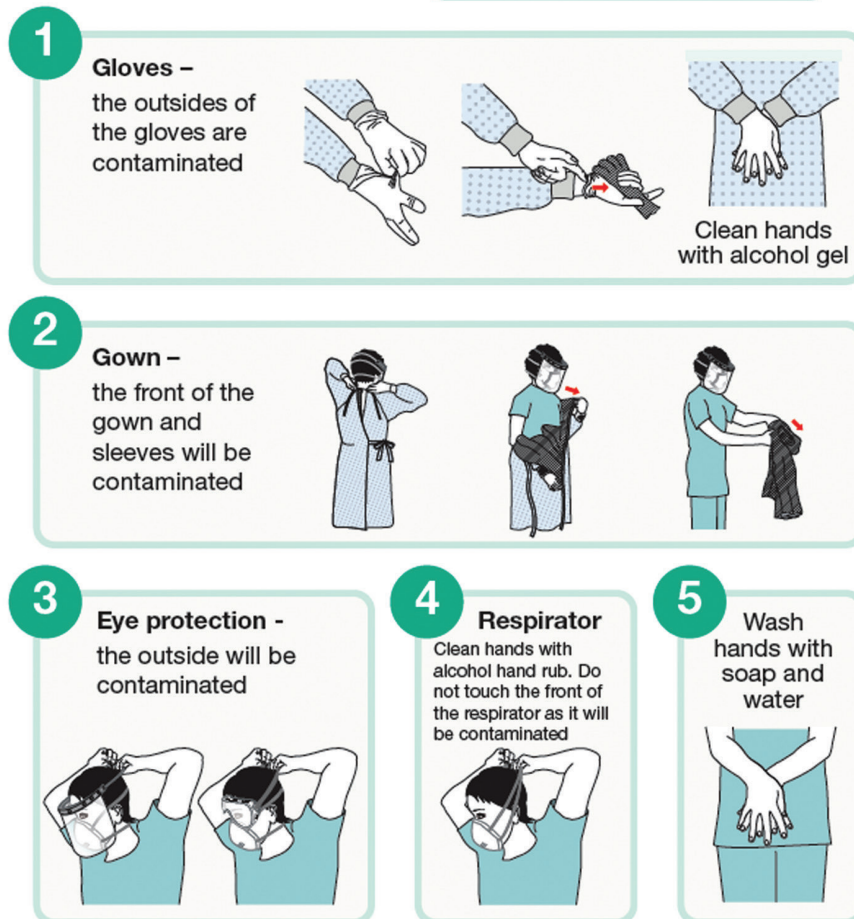 1
Gloves –
the outsides of
the gloves are
contaminated
Clean hands
with alcohol gel
2
Gown –
the front of the
gown and
sleeves will be
contaminated
3
Eye protection -
the outside will be
contaminated
4
Respirator
Clean hands with
alcohol hand rub. Do
not touch the front of
the respirator as it will
be contaminated
5
Wash
hands with
soap and
water